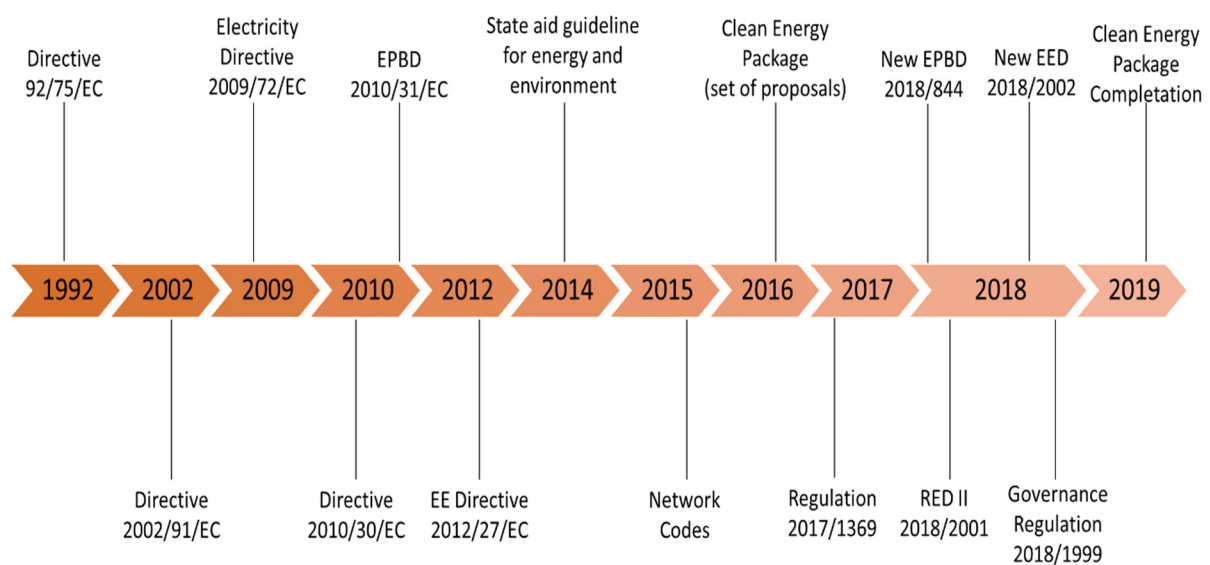 Directive
92/75/EC
Electricity
Directive
2009/72/EC
EPBD
2010/31/EC
State aid guideline
for energy and
environment
Clean Energy
Package
(set of proposals)
New EPBD
2018/844
New EED
2018/2002
Clean Energy
Package
Completation
1992
2002
2009
2010
2012
2014
2015
2016
2017
2018
2019
Directive
2002/91/EC
Directive
2010/30/EC
EE Directive
2012/27/EC
Network
Codes
Regulation
2017/1369
RED II
2018/2001
Governance
Regulation
2018/1999